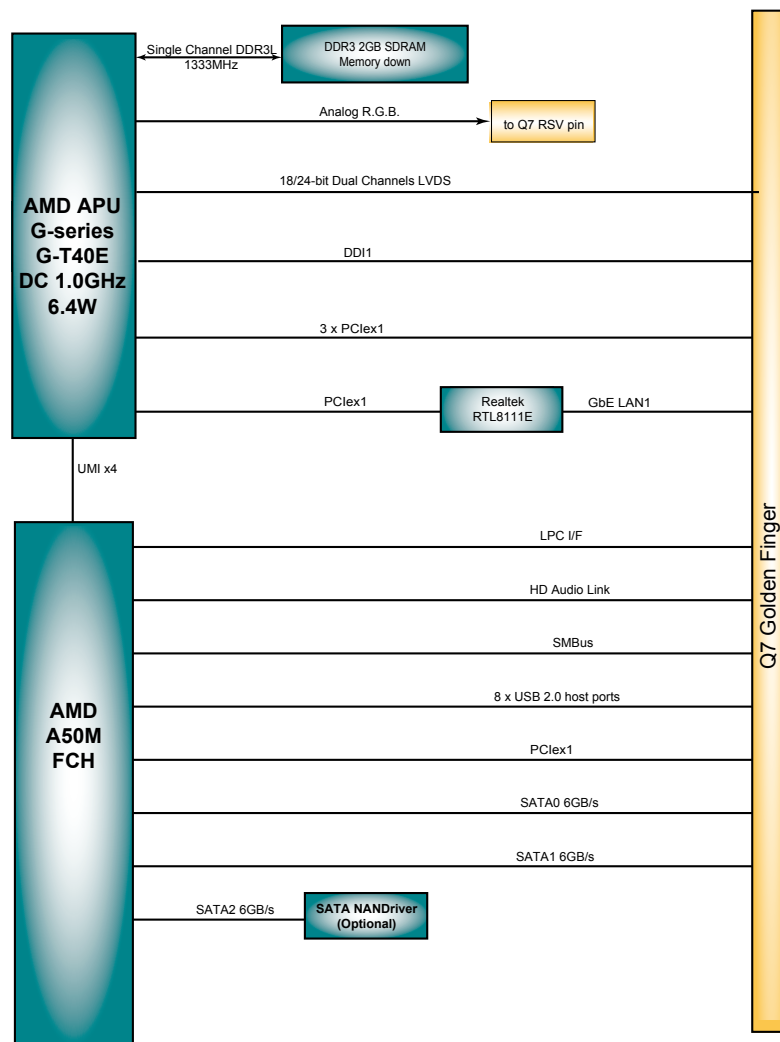 Single Channel DDR3L
1333MHz
DDR3 2GB SDRAM
Memory down
Analog R.G.B.
to Q7 RSV pin
18/24-bit Dual Channels LVDS
AMD APU
G-series
G-T40E
DC 1.0GHz
6.4W
DDI1
3 x PCIex1
PCIex1
Realtek
RTL8111E
GbE LAN1
UMI x4
Q7 Golden Finger
LPC I/F
HD Audio Link
SMBus
8 x USB 2.0 host ports
AMD
A50M
FCH
PCIex1
SATA0 6GB/s
SATA1 6GB/s
SATA2 6GB/s
SATA NANDriver
(Optional)